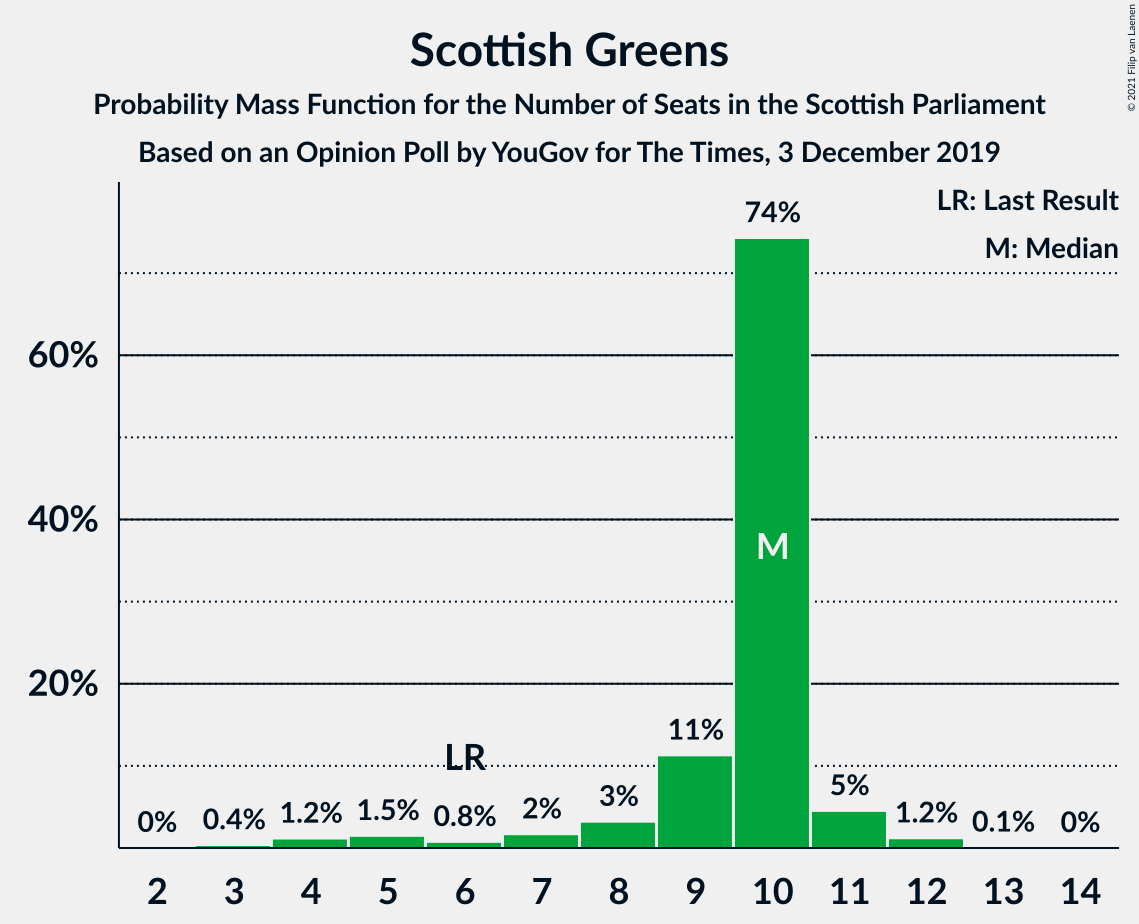 Scottish Greens
Probability Mass Function for the Number of Seats in the Scottish Parliament
Based on an Opinion Poll by YouGov for The Times, 3 December 2019
© 2021 Filip van Laenen
LR: Last Result
M: Median
60%
40%
20%
0%
0.4%
1.2%
1.5%
0.8%
LR
2%
3%
11%
74%
M
5%
1.2%
0.1%
0%
2 3 4 5 6 7 8 9 10 11 12 13 14